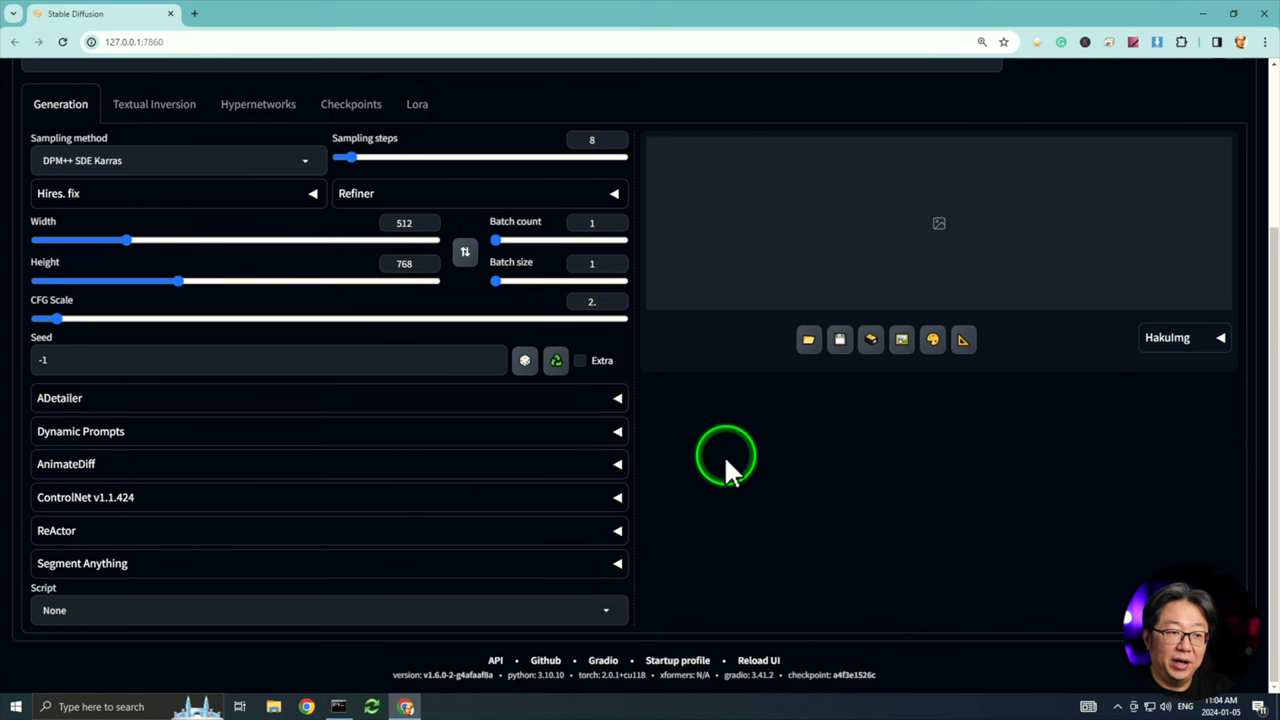 Stable Diffusion
127.0.0.1:7860
Generation Textual Inversion Hypernetworks Checkpoints Lora
Sampling method Sampling steps 8
DPM++ SDE Karras
Hires. fix Refiner
Width 512 Batch count 1
Height 768 Batch size 1
CFG Scale 2.
Seed
-1 Extra
HakuImg
ADetailer
Dynamic Prompts
AnimateDiff
ControlNet v1.1.424
ReActor
Segment Anything
Script
None
API • Github • Gradio • Startup profile • Reload UI
version: v1.6.0-2-g4afaaf8a • python: 3.10.10 • torch: 2.0.1+cu118 • xformers: N/A • gradio: 3.41.2 • checkpoint: a4f3e1526c
Type here to search
ENG
11:04 AM
2024-01-05